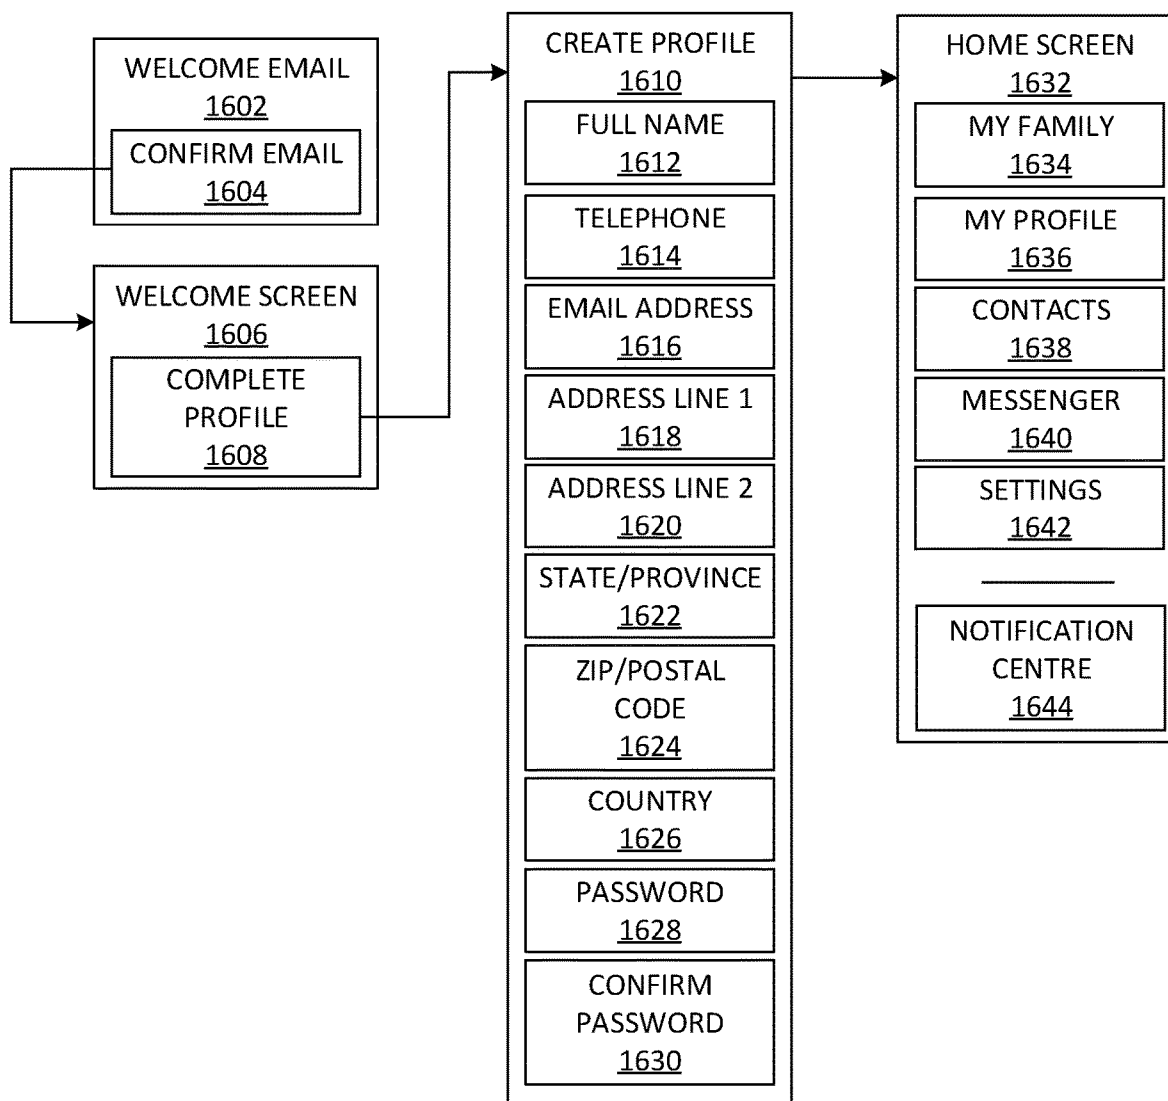 WELCOME EMAIL
1602
CONFIRM EMAIL
1604
WELCOME SCREEN
1606
COMPLETE
PROFILE
1608
CREATE PROFILE
1610
FULL NAME
1612
TELEPHONE
1614
EMAIL ADDRESS
1616
ADDRESS LINE 1
1618
ADDRESS LINE 2
1620
STATE/PROVINCE
1622
ZIP/POSTAL
CODE
1624
COUNTRY
1626
PASSWORD
1628
CONFIRM
PASSWORD
1630
HOME SCREEN
1632
MY FAMILY
1634
MY PROFILE
1636
CONTACTS
1638
MESSENGER
1640
SETTINGS
1642
NOTIFICATION
CENTRE
1644